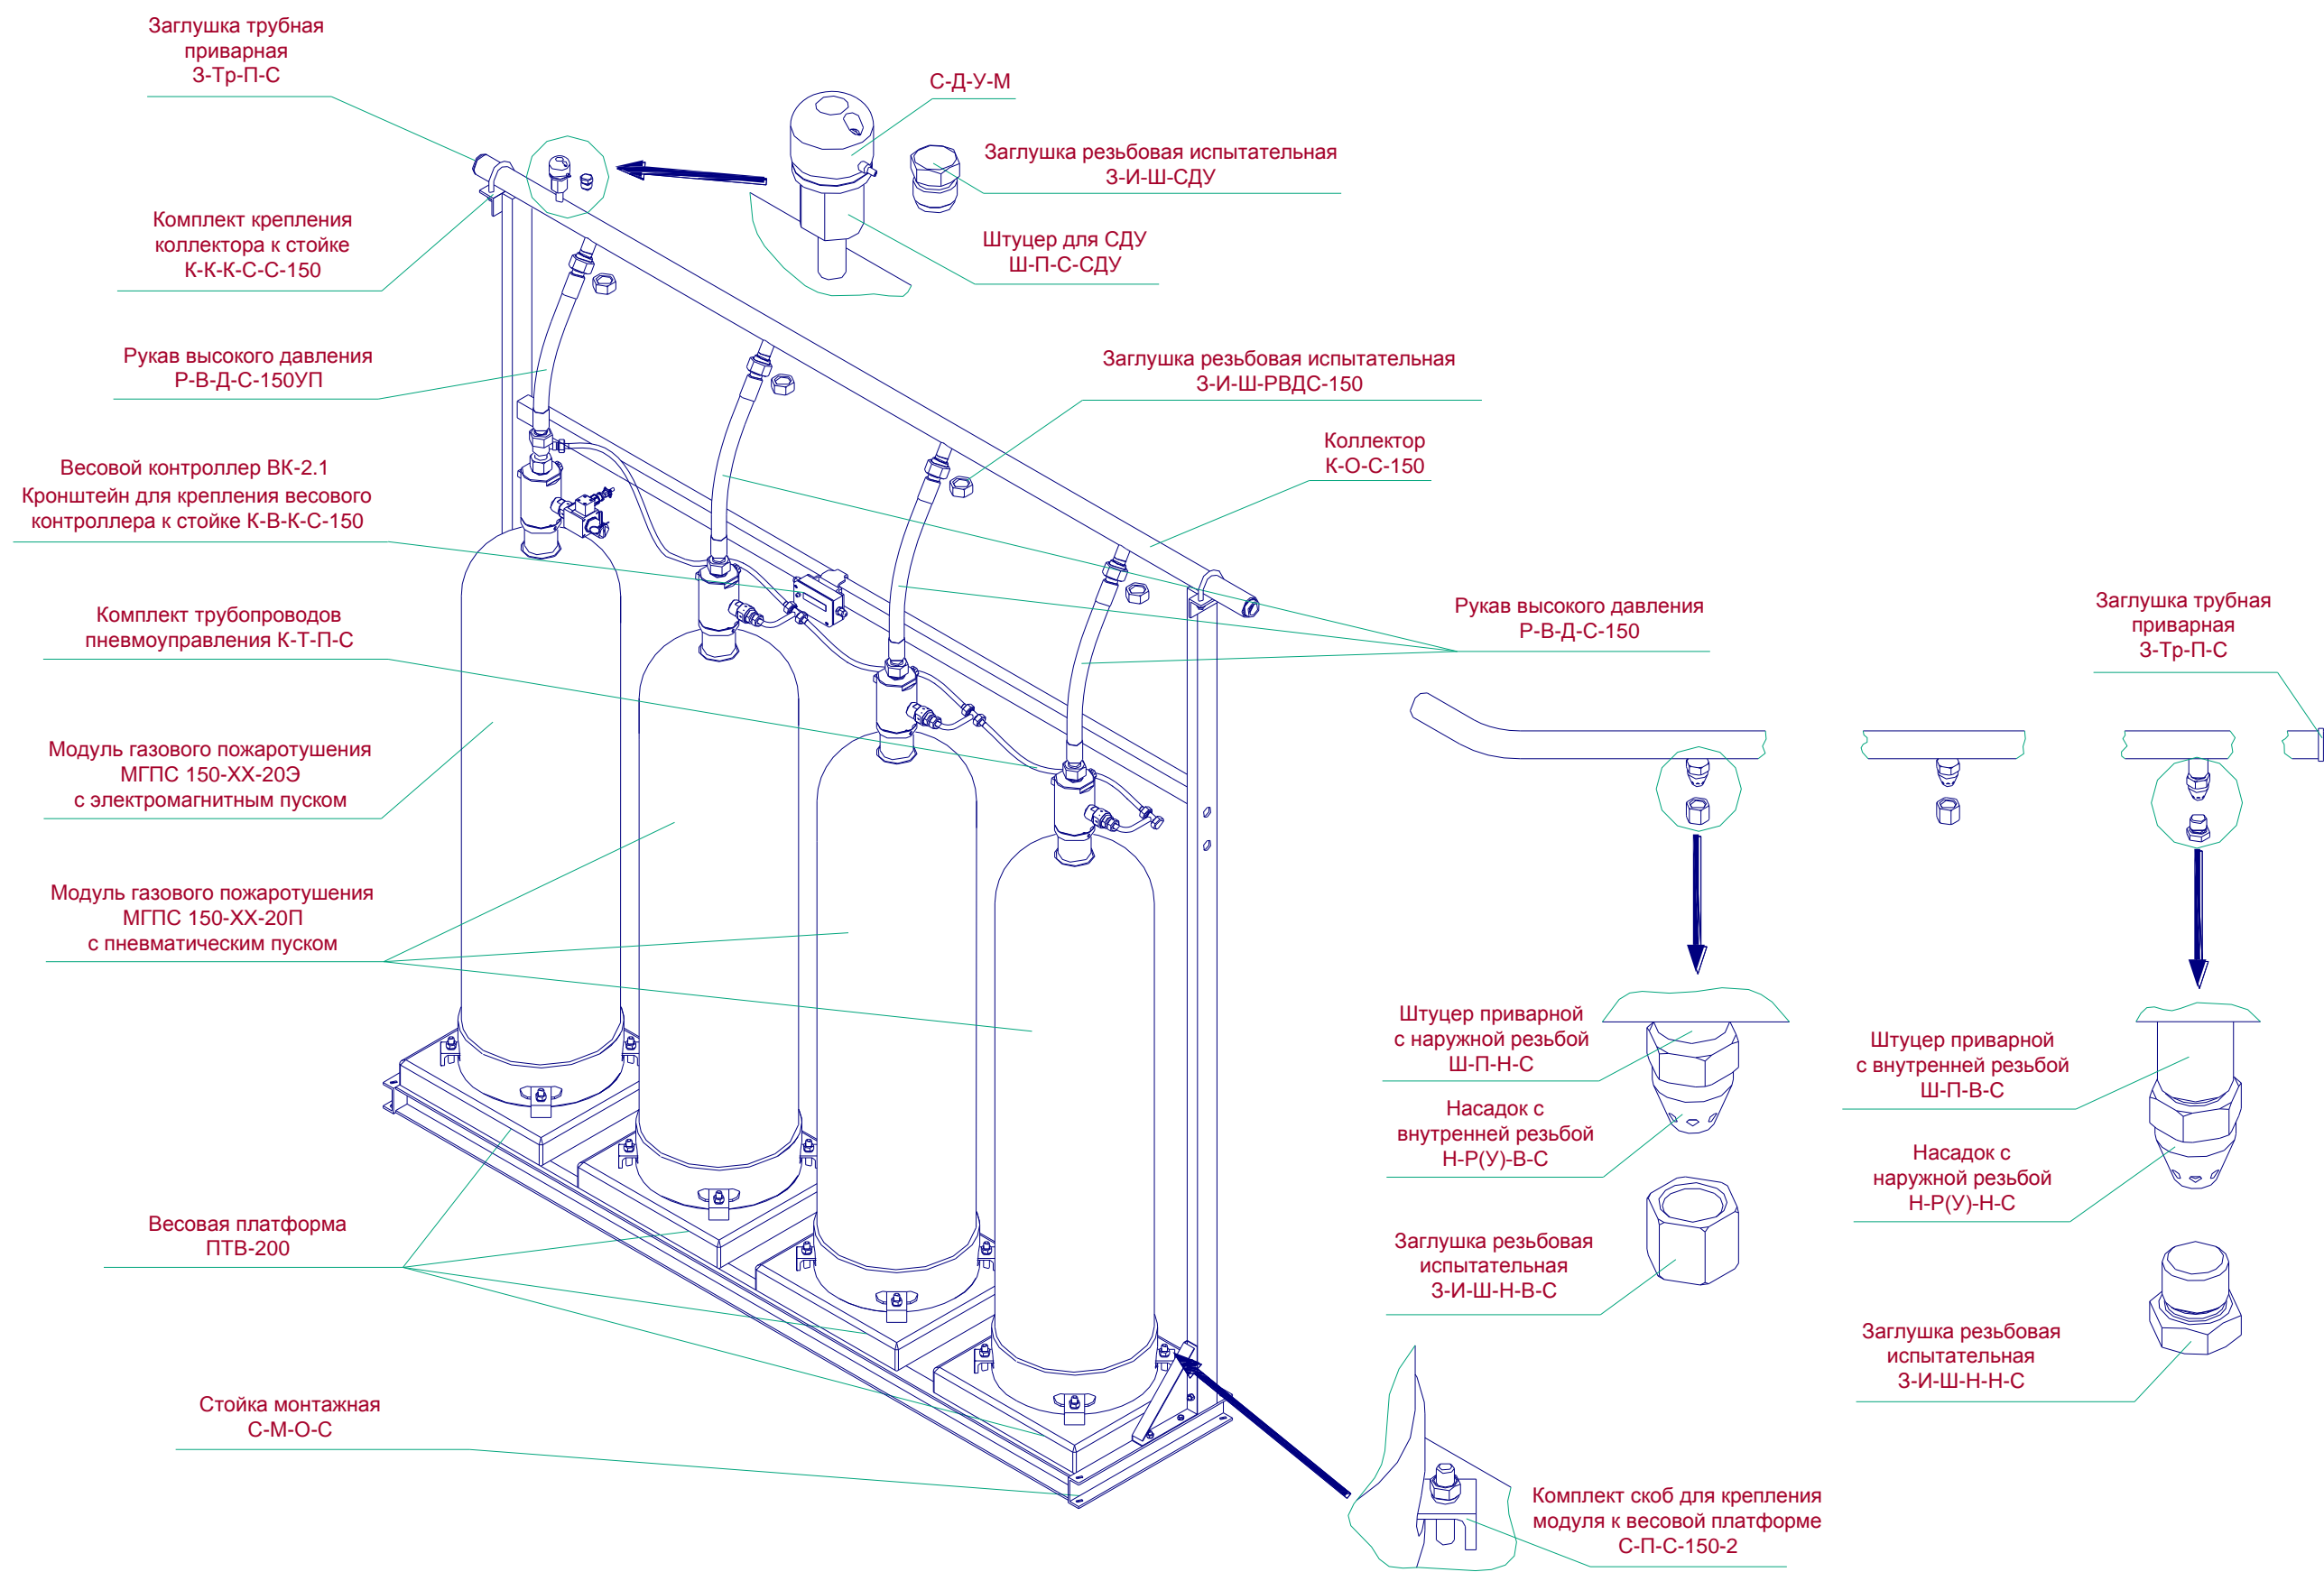 Заглушка трубная
приварная
З-Тр-П-С
С-Д-У-М
Заглушка резьбовая испытательная
З-И-Ш-СДУ
Комплект крепления
коллектора к стойке
К-К-К-С-С-150
Штуцер для СДУ
Ш-П-С-СДУ
Рукав высокого давления
Р-В-Д-С-150УП
Заглушка резьбовая испытательная
З-И-Ш-РВДС-150
Коллектор
К-О-С-150
Весовой контроллер ВК-2.1
Кронштейн для крепления весового
контроллера к стойке К-В-К-С-150
Комплект трубопроводов
пневмоуправления К-Т-П-С
Рукав высокого давления
Р-В-Д-С-150
Заглушка трубная
приварная
З-Тр-П-С
Модуль газового пожаротушения
МГПС 150-ХХ-20Э
с электромагнитным пуском
Модуль газового пожаротушения
МГПС 150-ХХ-20П
с пневматическим пуском
Штуцер приварной
с наружной резьбой
Ш-П-Н-С
Насадок с
внутренней резьбой
Н-Р(У)-В-С
Штуцер приварной
с внутренней резьбой
Ш-П-В-С
Насадок с
наружной резьбой
Н-Р(У)-Н-С
Весовая платформа
ПТВ-200
Заглушка резьбовая
испытательная
З-И-Ш-Н-В-С
Заглушка резьбовая
испытательная
З-И-Ш-Н-Н-С
Стойка монтажная
С-М-О-С
Комплект скоб для крепления
модуля к весовой платформе
С-П-С-150-2